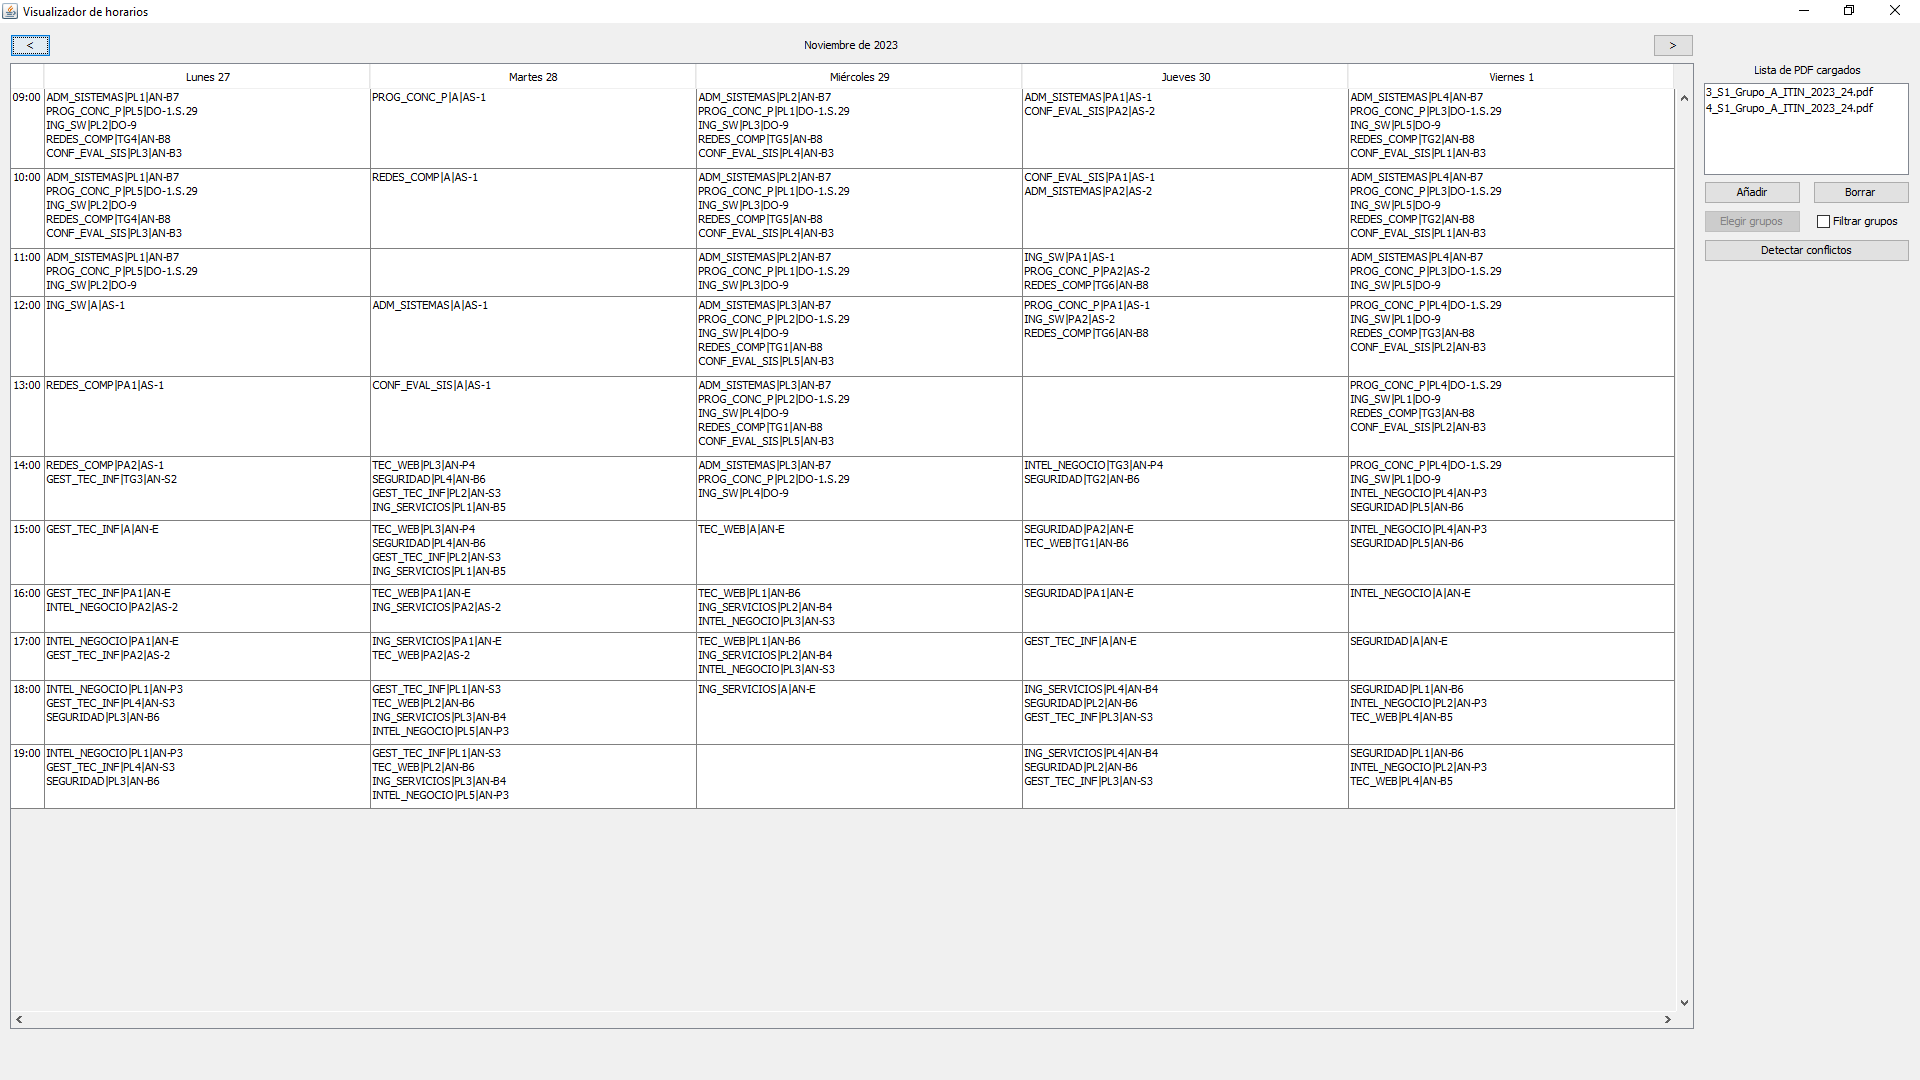 Visualizador de horarios
<
Noviembre de 2023
>
Lunes 27
Martes 28
Miércoles 29
Jueves 30
Viernes 1
09:00
ADM_SISTEMAS|PL1|AN-B7
PROG_CONC_P|PL5|DO-1.S.29
ING_SW|PL2|DO-9
REDES_COMP|TG4|AN-B8
CONF_EVAL_SIS|PL3|AN-B3
PROG_CONC_P|A|AS-1
ADM_SISTEMAS|PL2|AN-B7
PROG_CONC_P|PL1|DO-1.S.29
ING_SW|PL3|DO-9
REDES_COMP|TG5|AN-B8
CONF_EVAL_SIS|PL4|AN-B3
ADM_SISTEMAS|PA1|AS-1
CONF_EVAL_SIS|PA2|AS-2
ADM_SISTEMAS|PL4|AN-B7
PROG_CONC_P|PL3|DO-1.S.29
ING_SW|PL5|DO-9
REDES_COMP|TG2|AN-B8
CONF_EVAL_SIS|PL1|AN-B3
10:00
ADM_SISTEMAS|PL1|AN-B7
PROG_CONC_P|PL5|DO-1.S.29
ING_SW|PL2|DO-9
REDES_COMP|TG4|AN-B8
CONF_EVAL_SIS|PL3|AN-B3
REDES_COMP|A|AS-1
ADM_SISTEMAS|PL2|AN-B7
PROG_CONC_P|PL1|DO-1.S.29
ING_SW|PL3|DO-9
REDES_COMP|TG5|AN-B8
CONF_EVAL_SIS|PL4|AN-B3
CONF_EVAL_SIS|PA1|AS-1
ADM_SISTEMAS|PA2|AS-2
ADM_SISTEMAS|PL4|AN-B7
PROG_CONC_P|PL3|DO-1.S.29
ING_SW|PL5|DO-9
REDES_COMP|TG2|AN-B8
CONF_EVAL_SIS|PL1|AN-B3
11:00
ADM_SISTEMAS|PL1|AN-B7
PROG_CONC_P|PL5|DO-1.S.29
ING_SW|PL2|DO-9
ADM_SISTEMAS|PL2|AN-B7
PROG_CONC_P|PL1|DO-1.S.29
ING_SW|PL3|DO-9
ING_SW|PA1|AS-1
PROG_CONC_P|PA2|AS-2
REDES_COMP|TG6|AN-B8
ADM_SISTEMAS|PL4|AN-B7
PROG_CONC_P|PL3|DO-1.S.29
ING_SW|PL5|DO-9
12:00
ING_SW|A|AS-1
ADM_SISTEMAS|A|AS-1
ADM_SISTEMAS|PL3|AN-B7
PROG_CONC_P|PL2|DO-1.S.29
ING_SW|PL4|DO-9
REDES_COMP|TG1|AN-B8
CONF_EVAL_SIS|PL5|AN-B3
PROG_CONC_P|PA1|AS-1
ING_SW|PA2|AS-2
REDES_COMP|TG6|AN-B8
PROG_CONC_P|PL4|DO-1.S.29
ING_SW|PL1|DO-9
REDES_COMP|TG3|AN-B8
CONF_EVAL_SIS|PL2|AN-B3
13:00
REDES_COMP|PA1|AS-1
CONF_EVAL_SIS|A|AS-1
ADM_SISTEMAS|PL3|AN-B7
PROG_CONC_P|PL2|DO-1.S.29
ING_SW|PL4|DO-9
REDES_COMP|TG1|AN-B8
CONF_EVAL_SIS|PL5|AN-B3
PROG_CONC_P|PL4|DO-1.S.29
ING_SW|PL1|DO-9
REDES_COMP|TG3|AN-B8
CONF_EVAL_SIS|PL2|AN-B3
14:00
REDES_COMP|PA2|AS-1
GEST_TEC_INF|TG3|AN-S2
TEC_WEB|PL3|AN-P4
SEGURIDAD|PL4|AN-B6
GEST_TEC_INF|PL2|AN-S3
ING_SERVICIOS|PL1|AN-B5
ADM_SISTEMAS|PL3|AN-B7
PROG_CONC_P|PL2|DO-1.S.29
ING_SW|PL4|DO-9
INTEL_NEGOCIO|TG3|AN-P4
SEGURIDAD|TG2|AN-B6
PROG_CONC_P|PL4|DO-1.S.29
ING_SW|PL1|DO-9
INTEL_NEGOCIO|PL4|AN-P3
SEGURIDAD|PL5|AN-B6
15:00
GEST_TEC_INF|A|AN-E
TEC_WEB|PL3|AN-P4
SEGURIDAD|PL4|AN-B6
GEST_TEC_INF|PL2|AN-S3
ING_SERVICIOS|PL1|AN-B5
TEC_WEB|A|AN-E
SEGURIDAD|PA2|AN-E
TEC_WEB|TG1|AN-B6
INTEL_NEGOCIO|PL4|AN-P3
SEGURIDAD|PL5|AN-B6
16:00
GEST_TEC_INF|PA1|AN-E
INTEL_NEGOCIO|PA2|AS-2
TEC_WEB|PA1|AN-E
ING_SERVICIOS|PA2|AS-2
TEC_WEB|PL1|AN-B6
ING_SERVICIOS|PL2|AN-B4
INTEL_NEGOCIO|PL3|AN-S3
SEGURIDAD|PA1|AN-E
INTEL_NEGOCIO|A|AN-E
17:00
INTEL_NEGOCIO|PA1|AN-E
GEST_TEC_INF|PA2|AS-2
ING_SERVICIOS|PA1|AN-E
TEC_WEB|PA2|AS-2
TEC_WEB|PL1|AN-B6
ING_SERVICIOS|PL2|AN-B4
INTEL_NEGOCIO|PL3|AN-S3
GEST_TEC_INF|A|AN-E
SEGURIDAD|A|AN-E
18:00
INTEL_NEGOCIO|PL1|AN-P3
GEST_TEC_INF|PL4|AN-S3
SEGURIDAD|PL3|AN-B6
GEST_TEC_INF|PL1|AN-S3
TEC_WEB|PL2|AN-B6
ING_SERVICIOS|PL3|AN-B4
INTEL_NEGOCIO|PL5|AN-P3
ING_SERVICIOS|A|AN-E
ING_SERVICIOS|PL4|AN-B4
SEGURIDAD|PL2|AN-B6
GEST_TEC_INF|PL3|AN-S3
SEGURIDAD|PL1|AN-B6
INTEL_NEGOCIO|PL2|AN-P3
TEC_WEB|PL4|AN-B5
19:00
INTEL_NEGOCIO|PL1|AN-P3
GEST_TEC_INF|PL4|AN-S3
SEGURIDAD|PL3|AN-B6
GEST_TEC_INF|PL1|AN-S3
TEC_WEB|PL2|AN-B6
ING_SERVICIOS|PL3|AN-B4
INTEL_NEGOCIO|PL5|AN-P3
ING_SERVICIOS|PL4|AN-B4
SEGURIDAD|PL2|AN-B6
GEST_TEC_INF|PL3|AN-S3
SEGURIDAD|PL1|AN-B6
INTEL_NEGOCIO|PL2|AN-P3
TEC_WEB|PL4|AN-B5
Lista de PDF cargados
3_S1_Grupo_A_ITIN_2023_24.pdf
4_S1_Grupo_A_ITIN_2023_24.pdf
Añadir
Borrar
Elegir grupos
Filtrar grupos
Detectar conflictos